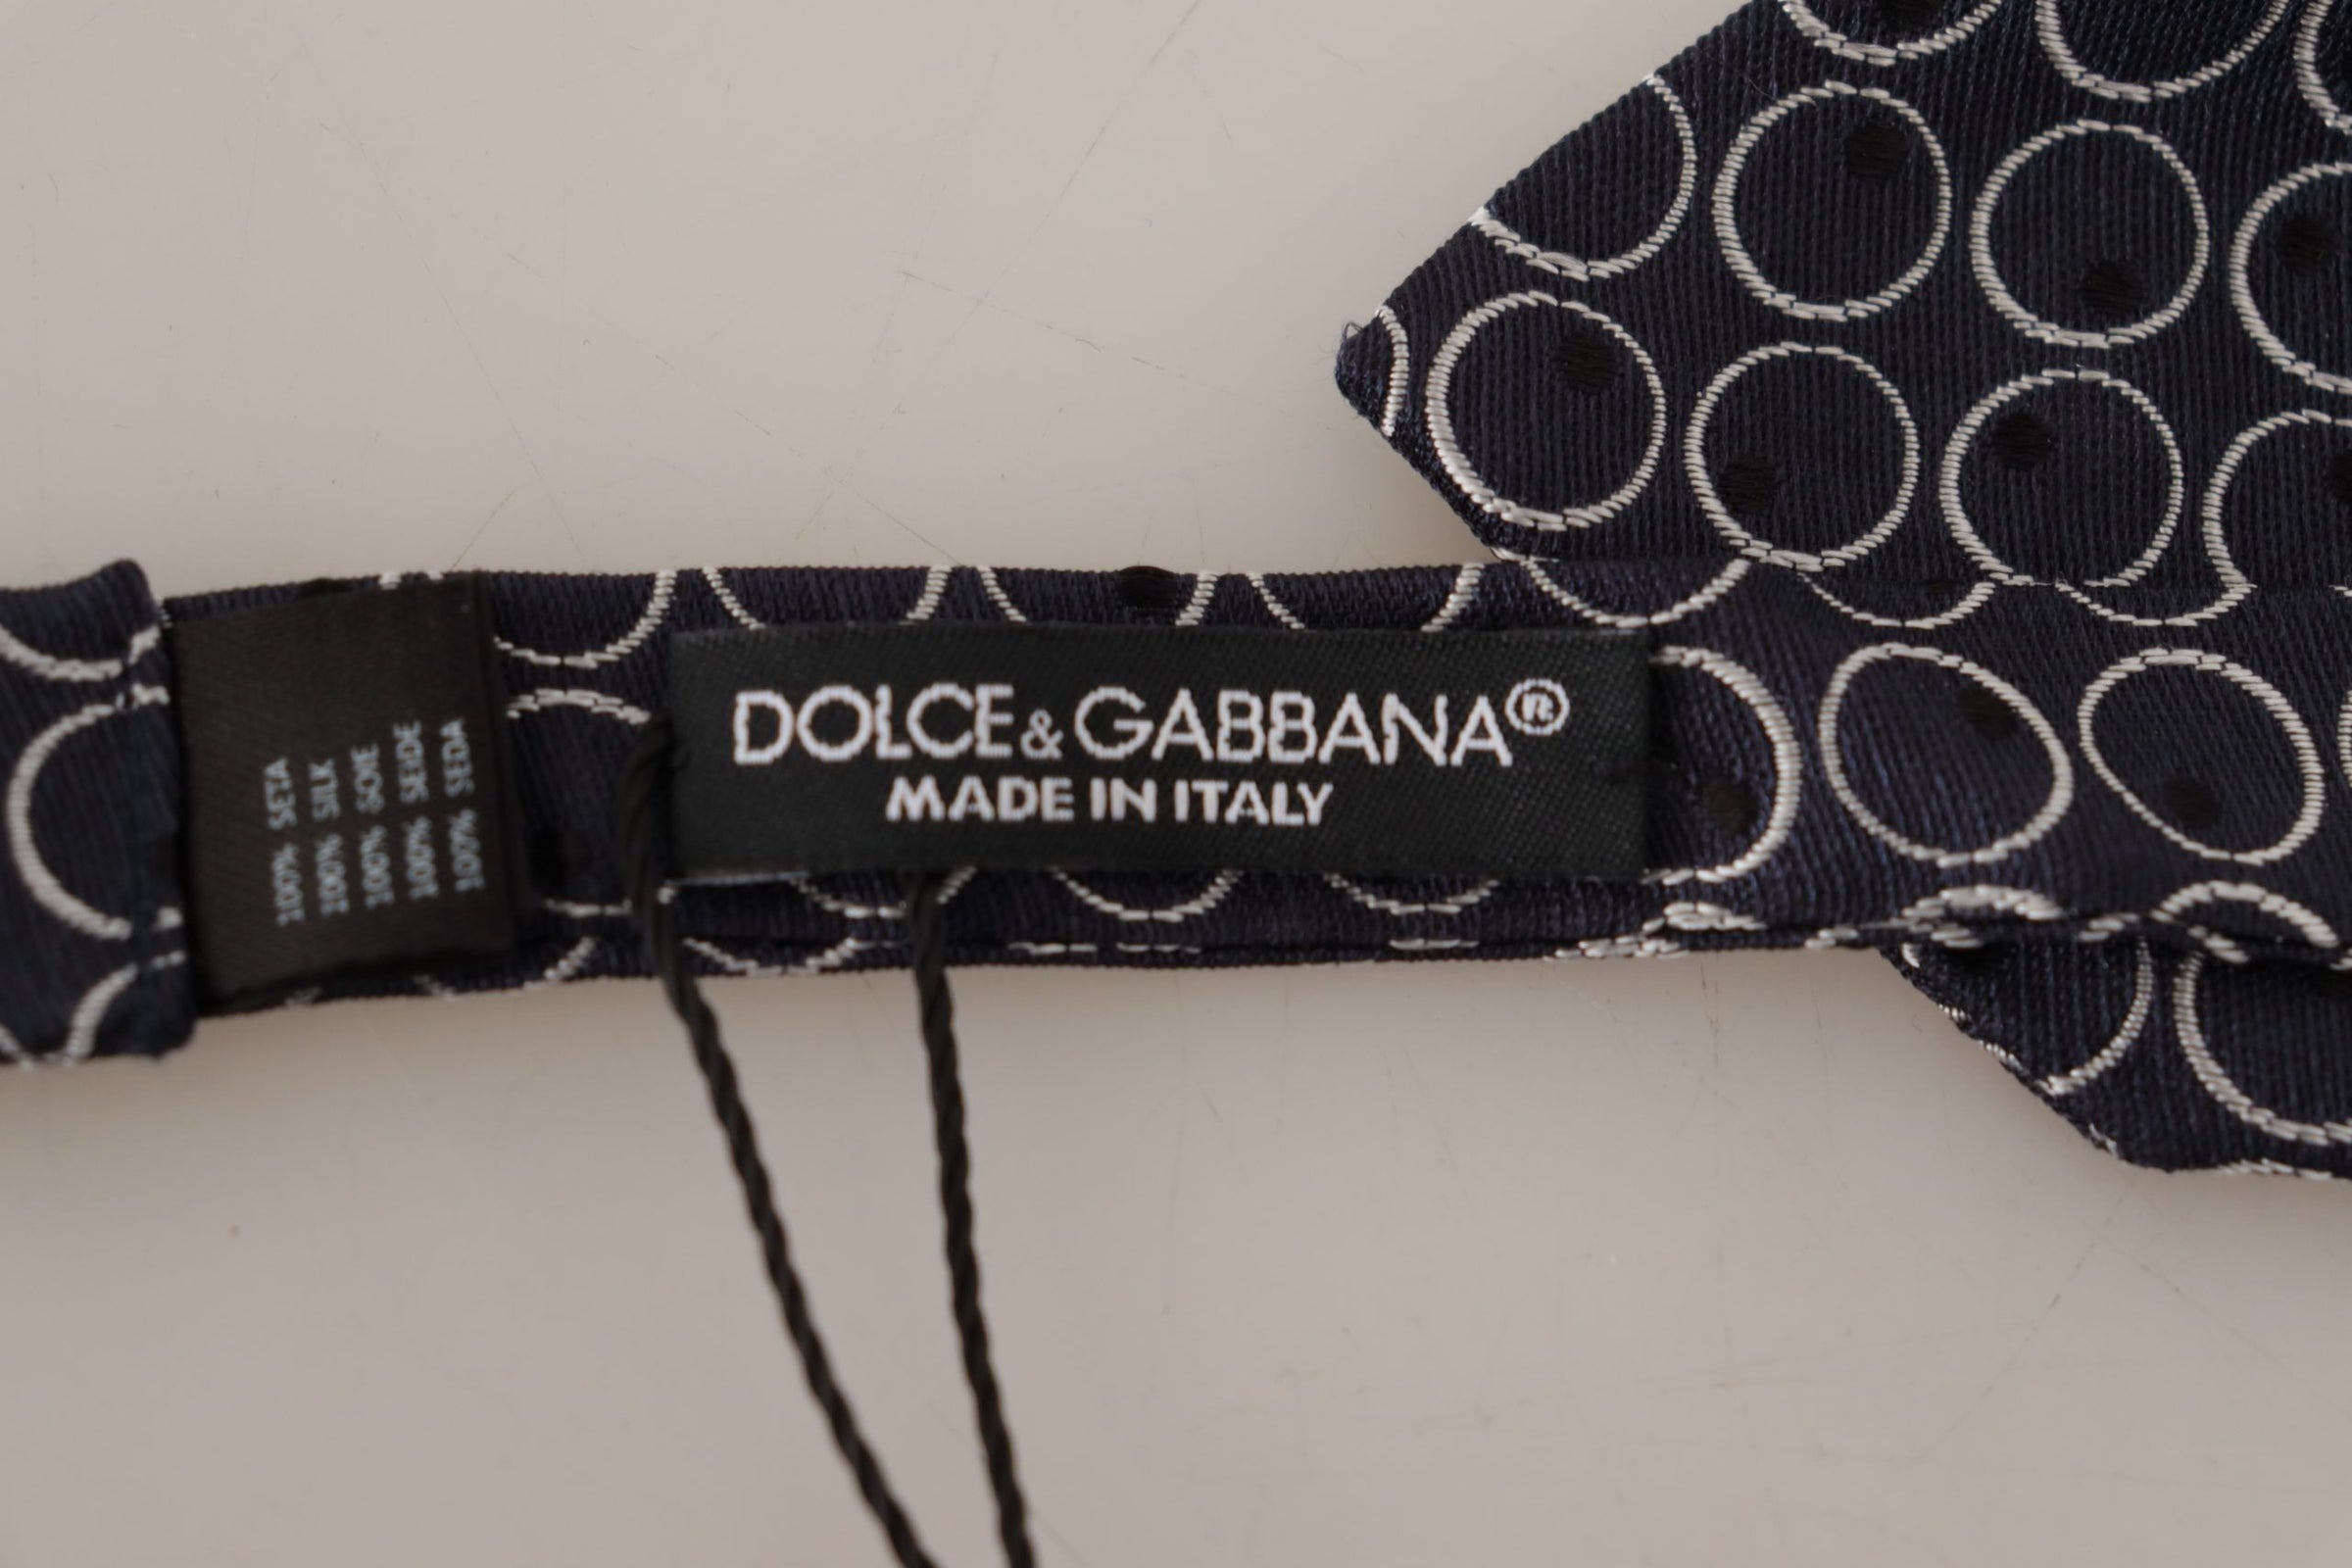 100% SETA
100% SILK
100% SOIE
100% SEIDE
100% SEDA
DOLCE & GABBANA®
MADE IN ITALY